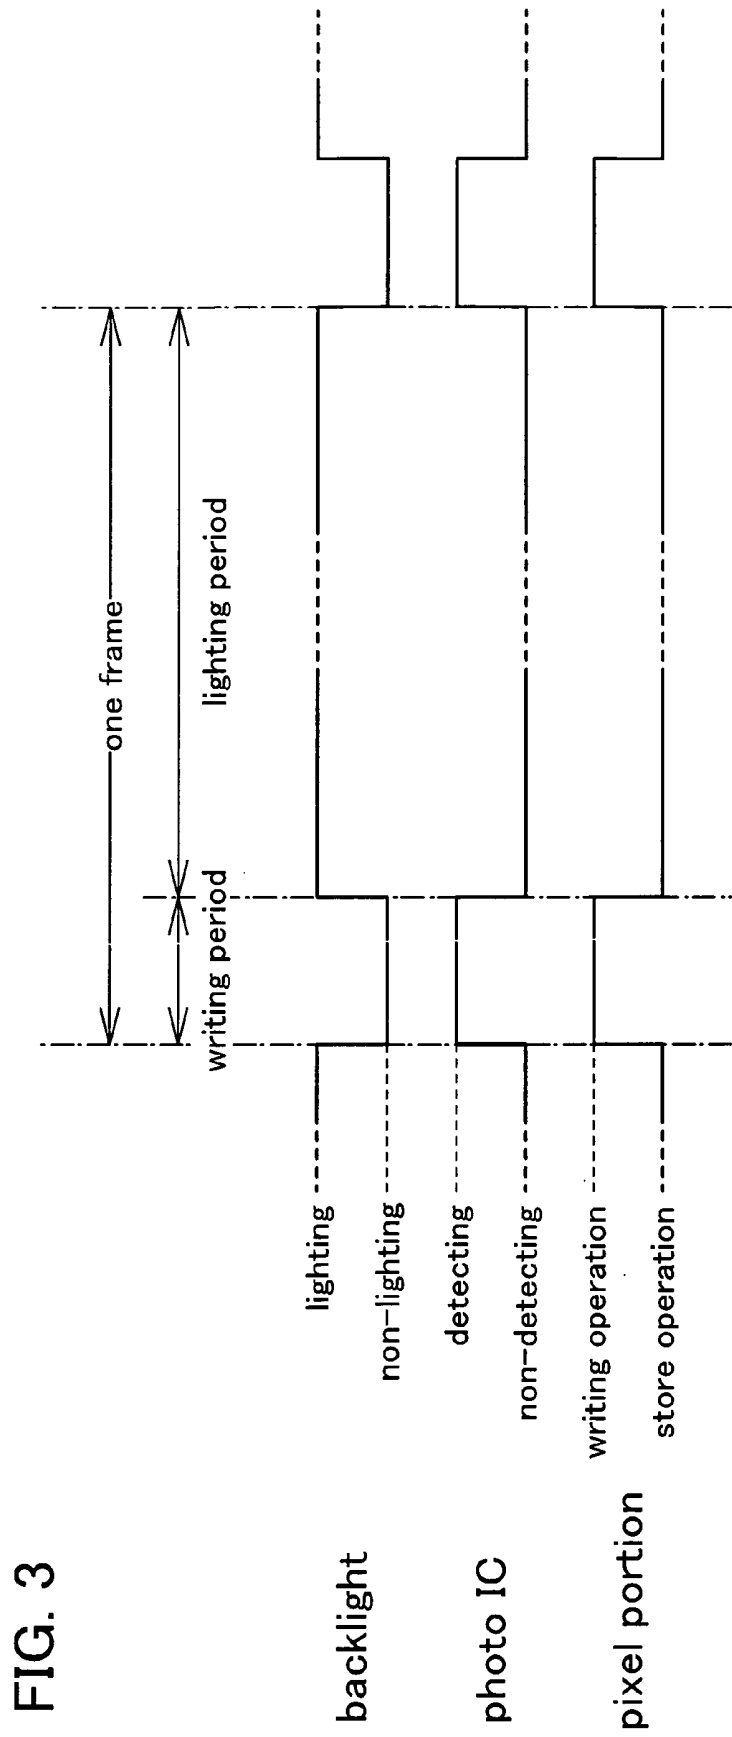 FIG. 3
one frame
writing period
lighting period
backlight
lighting
non-lighting
photo IC
detecting
non-detecting
pixel portion
writing operation
store operation